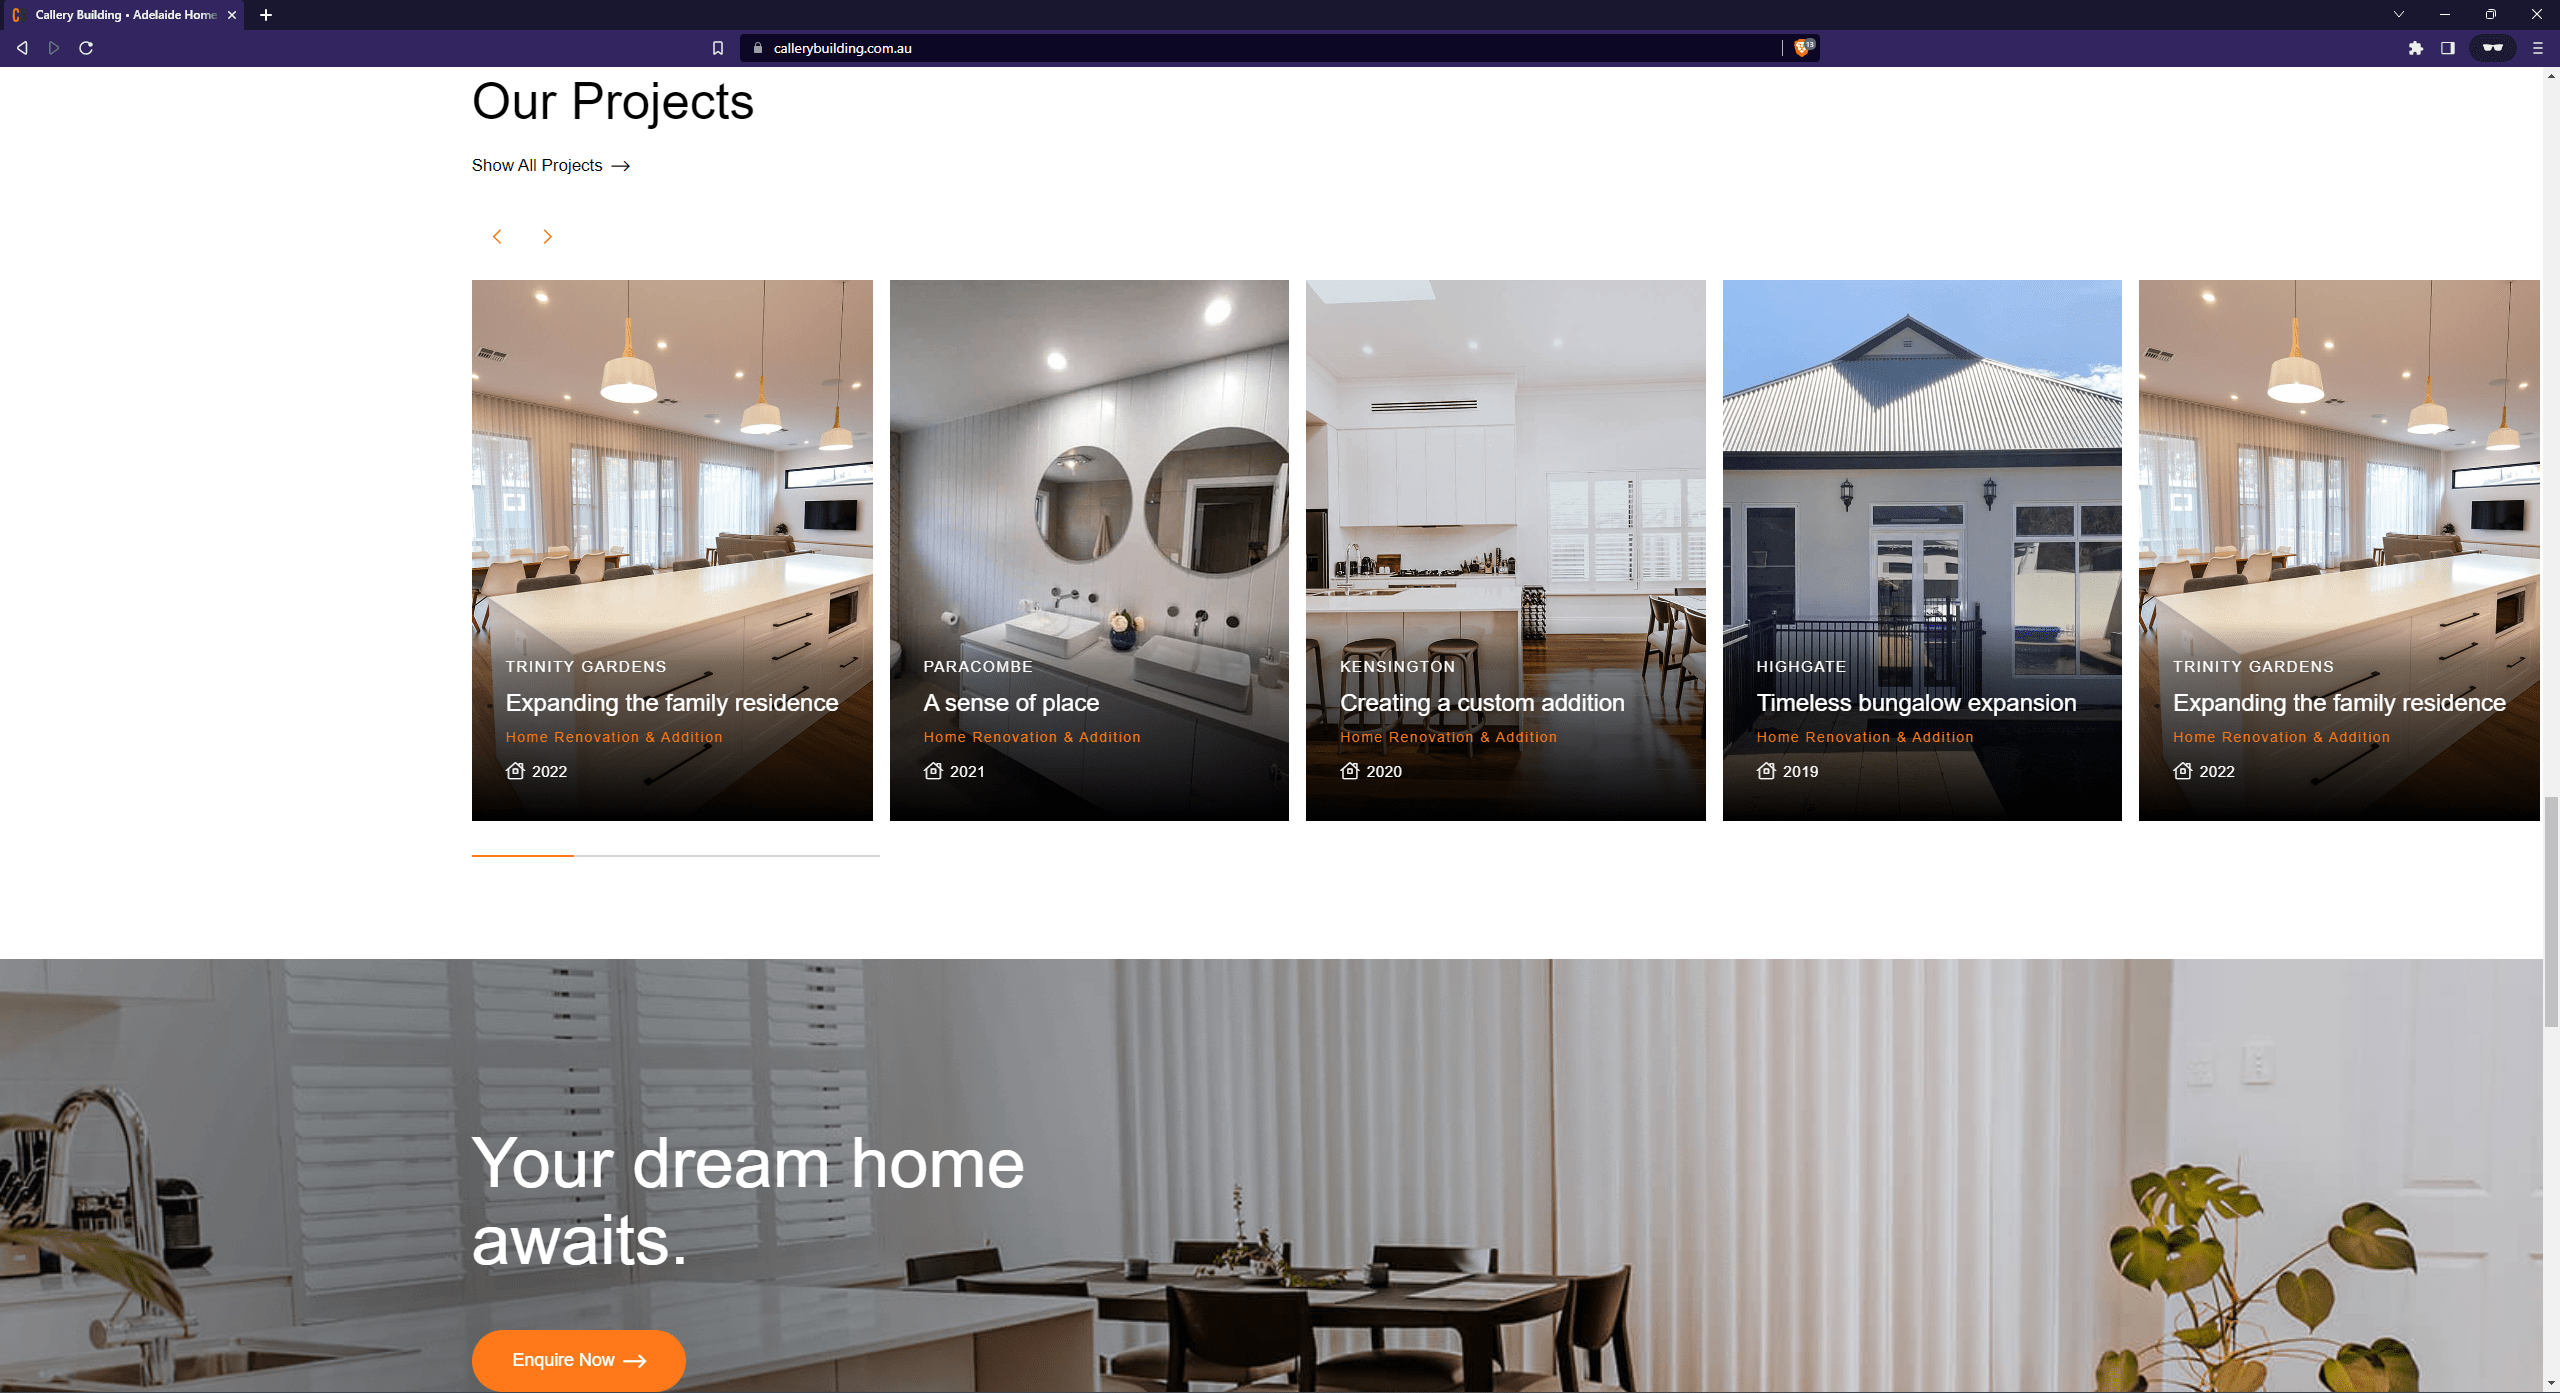 Callery Building • Adelaide Home
callerybuilding.com.au
13
Our Projects
Show All Projects
TRINITY GARDENS
Expanding the family residence
Home Renovation & Addition
2022
PARACOMBE
A sense of place
Home Renovation & Addition
2021
KENSINGTON
Creating a custom addition
Home Renovation & Addition
2020
HIGHGATE
Timeless bungalow expansion
Home Renovation & Addition
2019
TRINITY GARDENS
Expanding the family residence
Home Renovation & Addition
2022
Your dream home
awaits.
Enquire Now